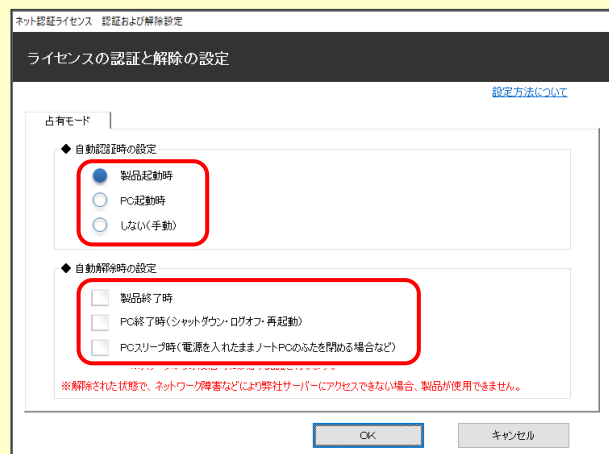 ネット認証ライセンス 認証および解除設定
ライセンスの認証と解除の設定
設定方法について
占有モード
◆ 自動認証時の設定
製品起動時
PC起動時
しない(手動)
◆ 自動解除時の設定
製品終了時
PC終了時(シャットダウン・ログオフ・再起動)
PCスリープ時(電源を入れたままノートPCのふたを閉める場合など)
※解除された状態で、ネットワーク障害などにより弊社サーバーにアクセスできない場合、製品が使用できません。
OK
キャンセル